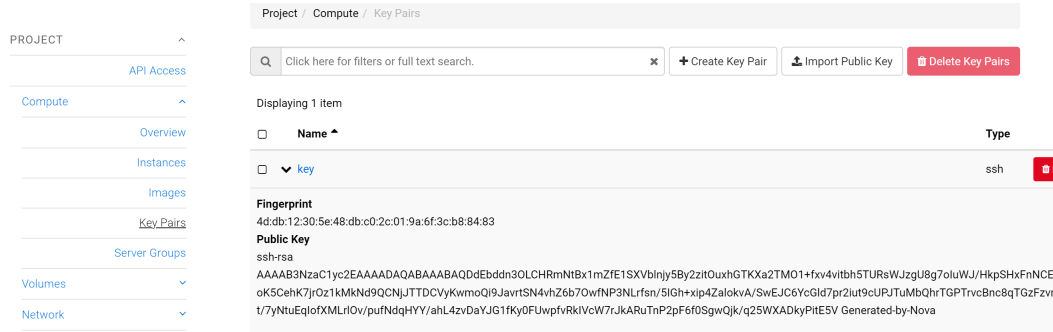 Project / Compute / Key Pairs
PROJECT
API Access
Compute
Overview
Instances
Images
Key Pairs
Server Groups
Volumes
Network
Click here for filters or full text search.
Create Key Pair
Import Public Key
Delete Key Pairs
Displaying 1 item
Name Type
key ssh
Fingerprint
4d:db:12:30:5e:48:db:c0:2c:01:9a:6f:3c:b8:84:83
Public Key
ssh-rsa
AAAAB3NzaC1yc2EAAAADAQABAAABAQDdEbddn3OLCHRmNtBx1mZfE1SXVblnjy5By2zitOuxhGTKXa2TMO1+fxv4vitbh5TURsWJzgU8g7oluWJ/HkpSHxFnNCE
oK5CehK7jrOz1kMkNd9QCNjJTTDCVyKwmoQi9JavrtSN4vhZ6b7OwfNP3NLrfsn/5IGh+xip4ZalokvA/SwEJC6YcGld7pr2iut9cUPJTuMbQhrTGPTrvcBnc8qTGzFzv
t/7yNtuEqIofXMLrlOv/pufNdqHYY/ahL4zvDaYJG1fKy0FUwpfvRkIVcW7rJkARuTnP2pF6f0SgwQjk/q25WXADkyPitE5V Generated-by-Nova